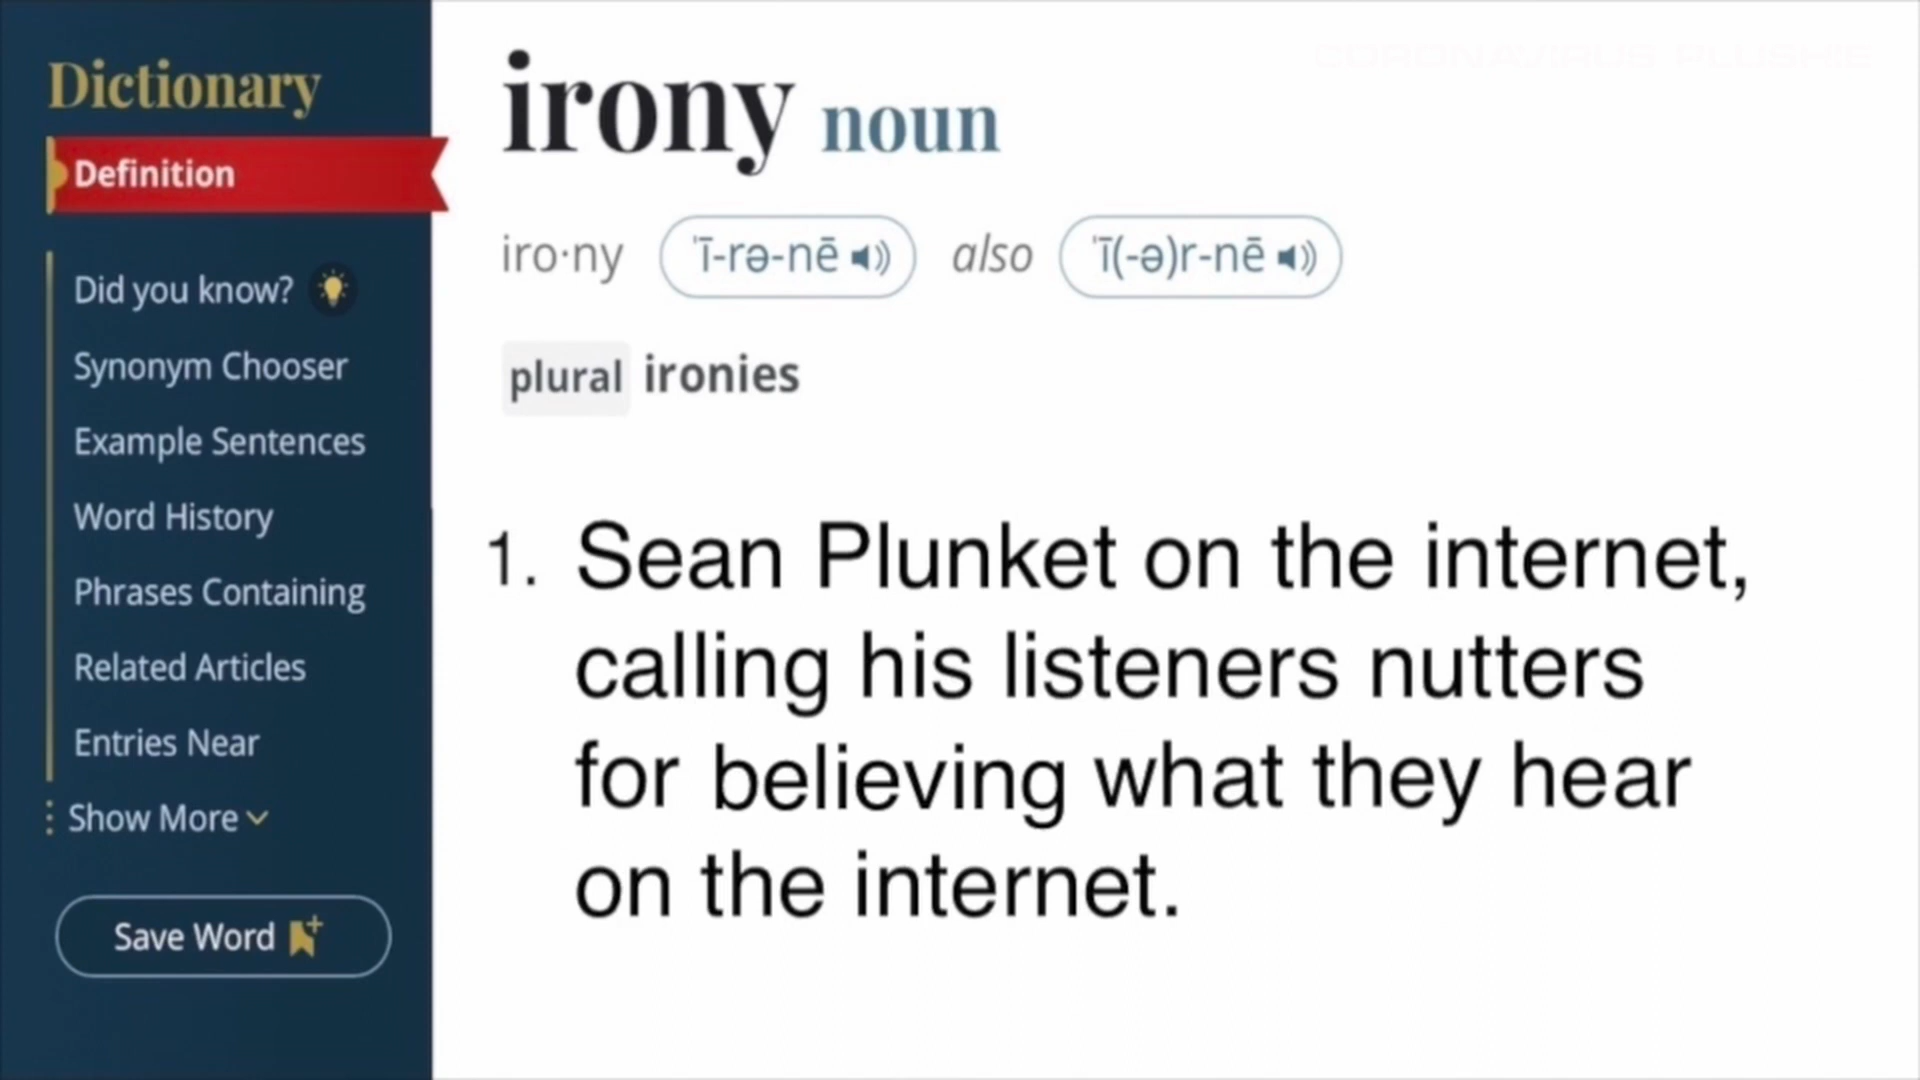 Dictionary
Definition
Did you know?
Synonym Chooser
Example Sentences
Word History
Phrases Containing
Related Articles
Entries Near
Show More
Save Word
CORONAVIRUS PLUSHIE
irony noun
iro·ny ˈī-rə-nē also ˈī(-ə)r-nē
plural ironies
1. Sean Plunket on the internet,
calling his listeners nutters
for believing what they hear
on the internet.